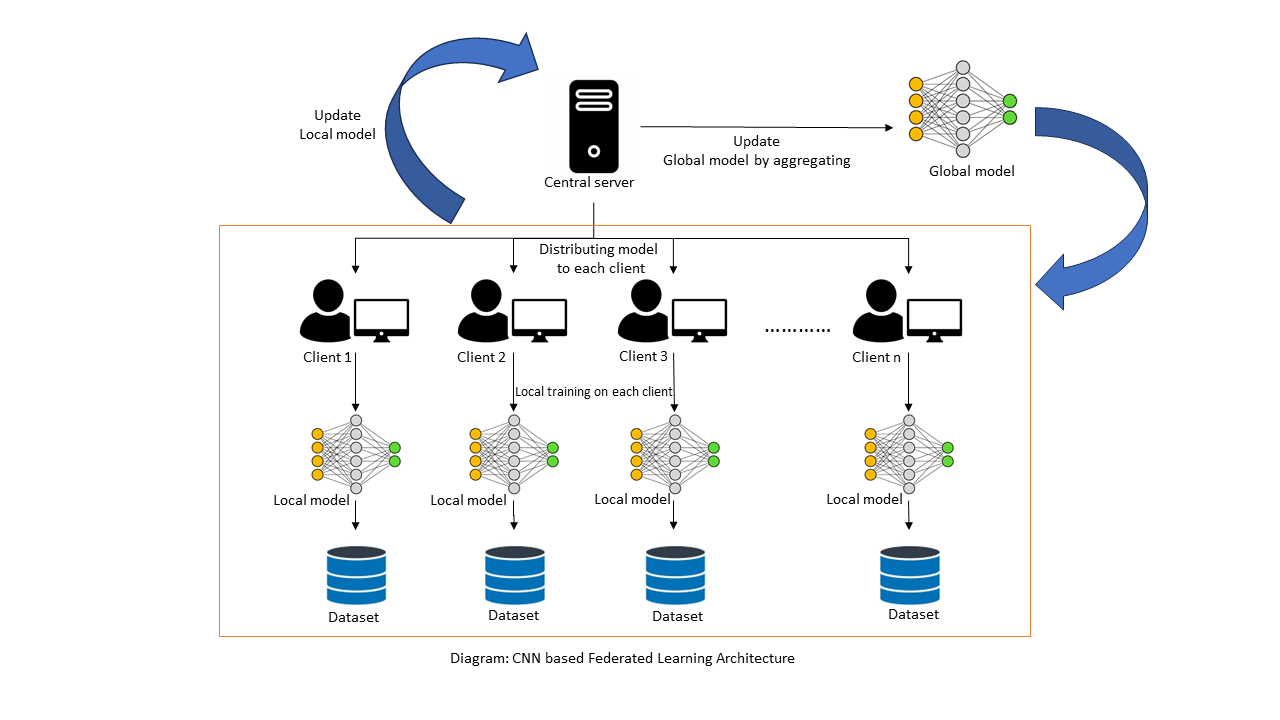 Update
Local model
Central server
Update
Global model by aggregating
Global model
Distributing model
to each client
Client 1
Client 2
Client 3
…………
Client n
Local training on each client
Local model
Local model
Local model
Local model
Dataset
Dataset
Dataset
Dataset
Diagram: CNN based Federated Learning Architecture